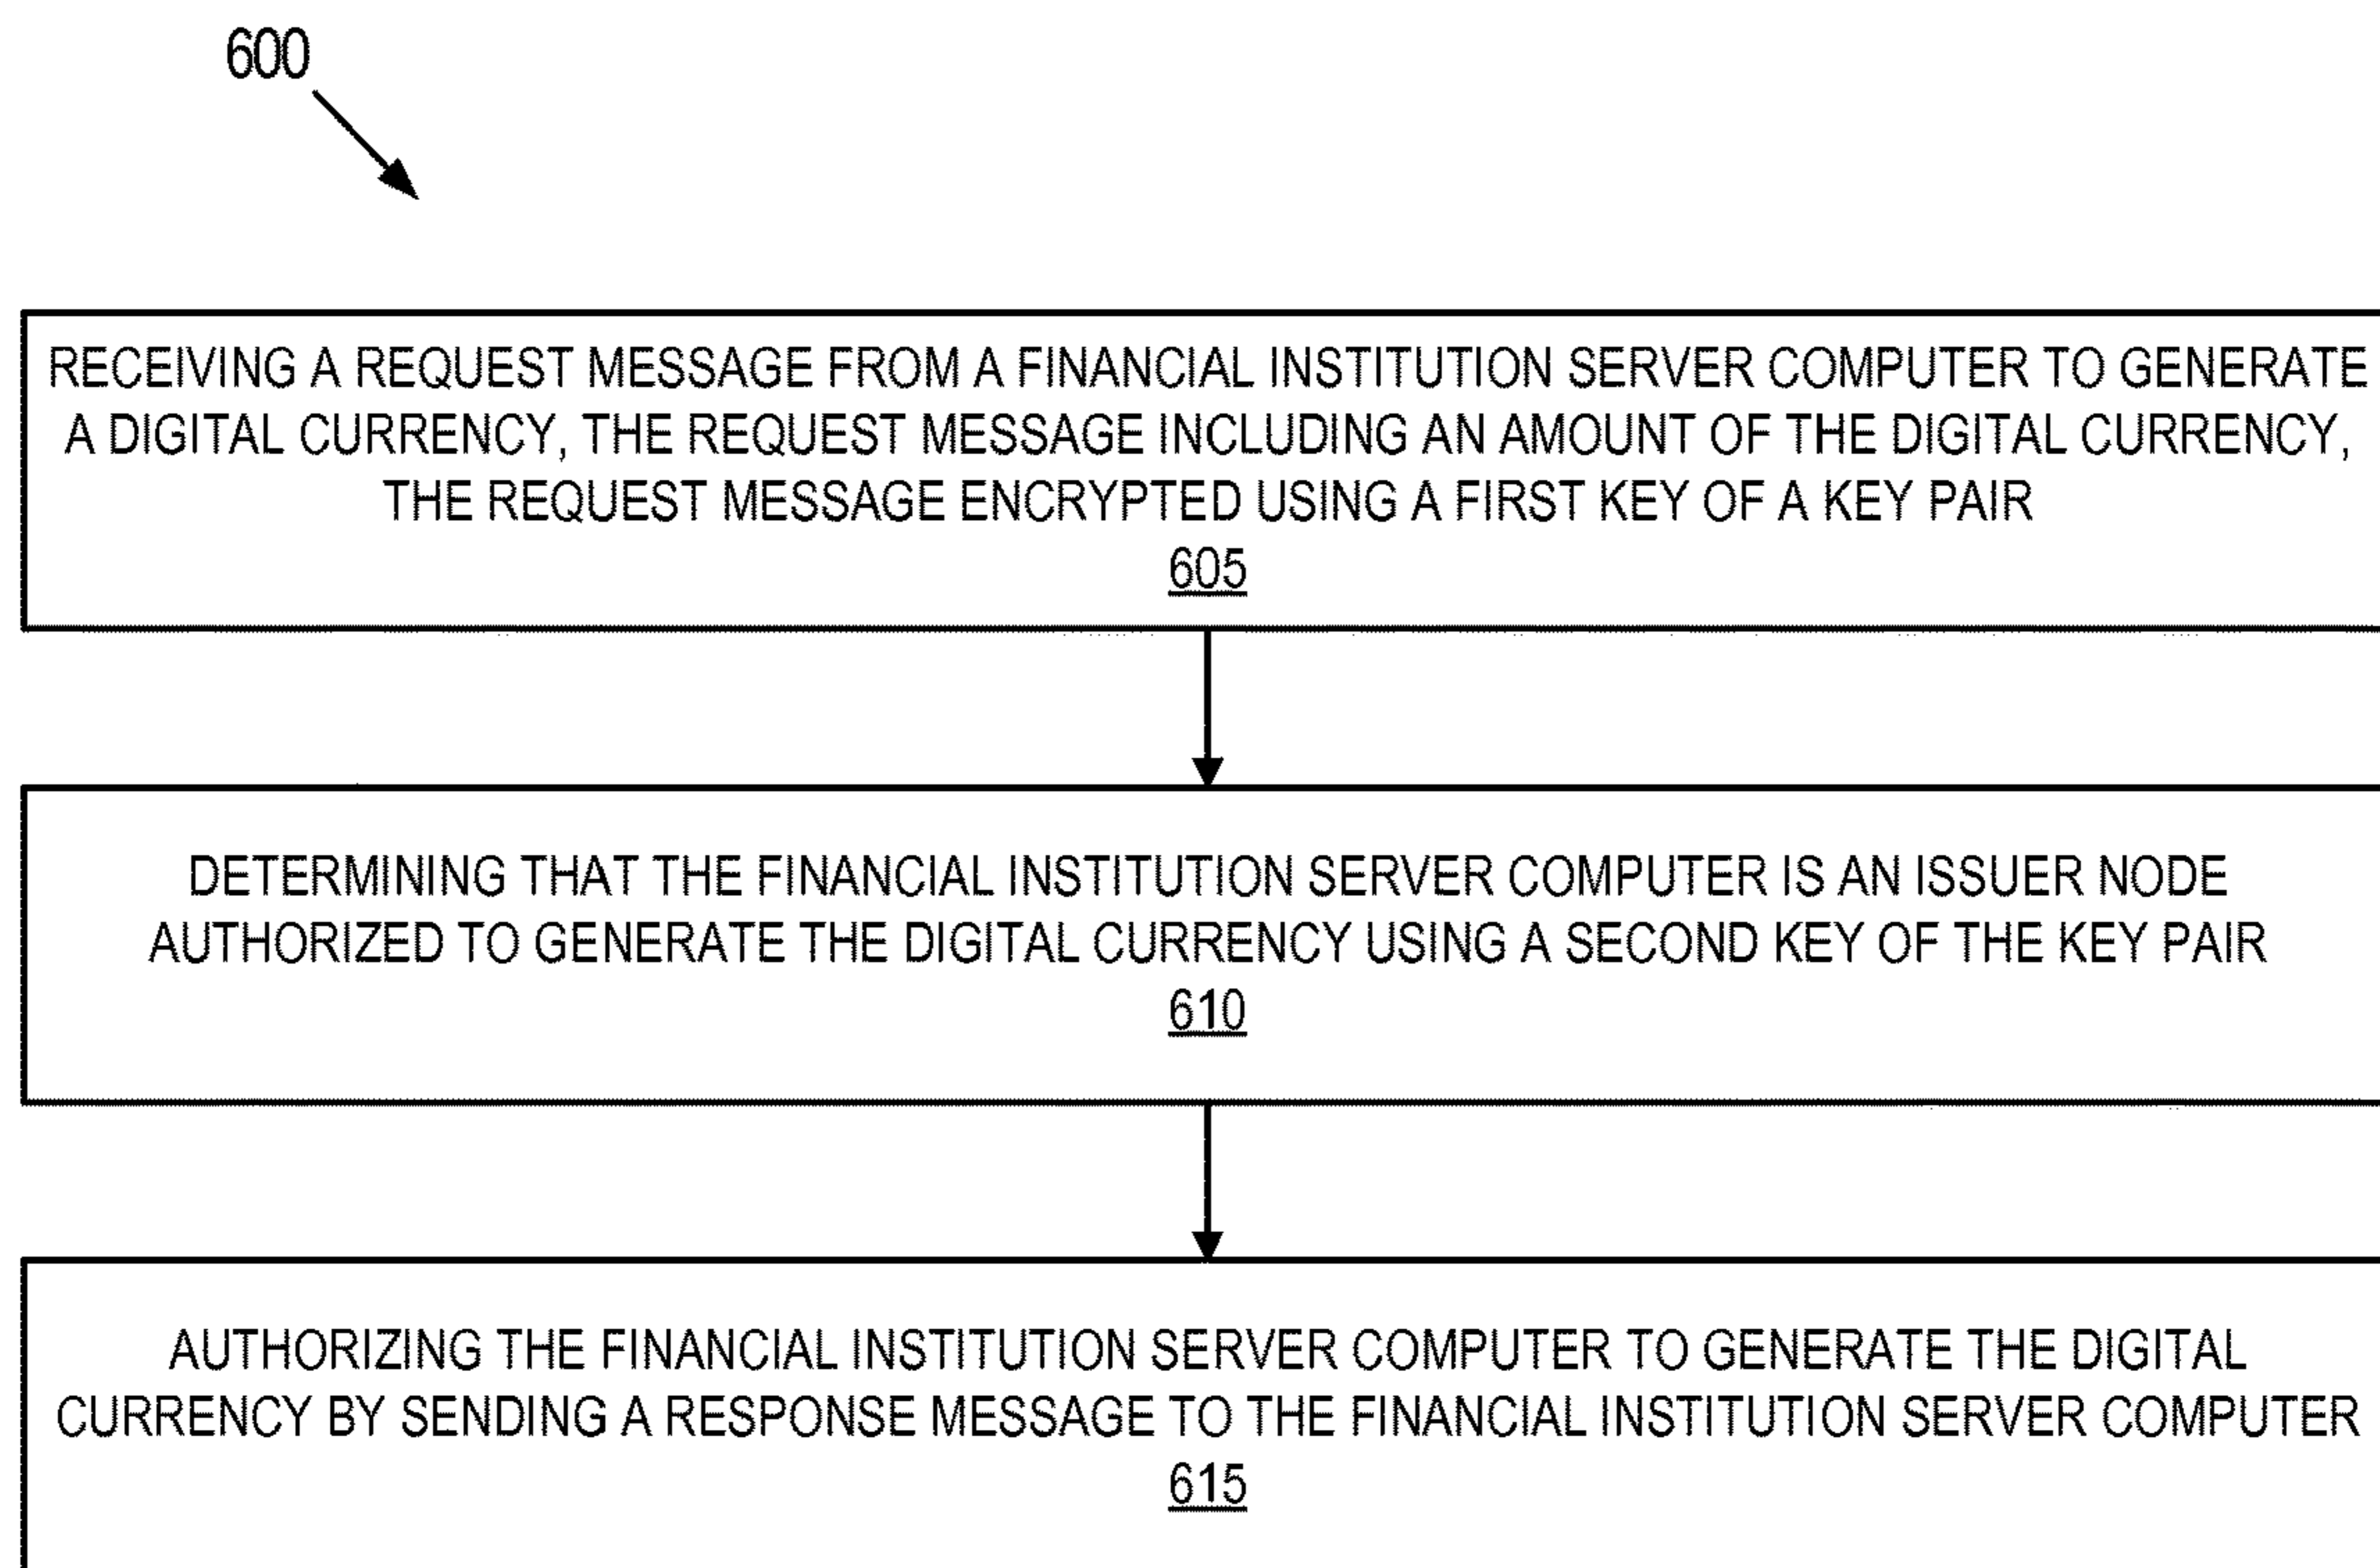 600
RECEIVING A REQUEST MESSAGE FROM A FINANCIAL INSTITUTION SERVER COMPUTER TO GENERATE
A DIGITAL CURRENCY, THE REQUEST MESSAGE INCLUDING AN AMOUNT OF THE DIGITAL CURRENCY,
THE REQUEST MESSAGE ENCRYPTED USING A FIRST KEY OF A KEY PAIR
605
DETERMINING THAT THE FINANCIAL INSTITUTION SERVER COMPUTER IS AN ISSUER NODE
AUTHORIZED TO GENERATE THE DIGITAL CURRENCY USING A SECOND KEY OF THE KEY PAIR
610
AUTHORIZING THE FINANCIAL INSTITUTION SERVER COMPUTER TO GENERATE THE DIGITAL
CURRENCY BY SENDING A RESPONSE MESSAGE TO THE FINANCIAL INSTITUTION SERVER COMPUTER
615